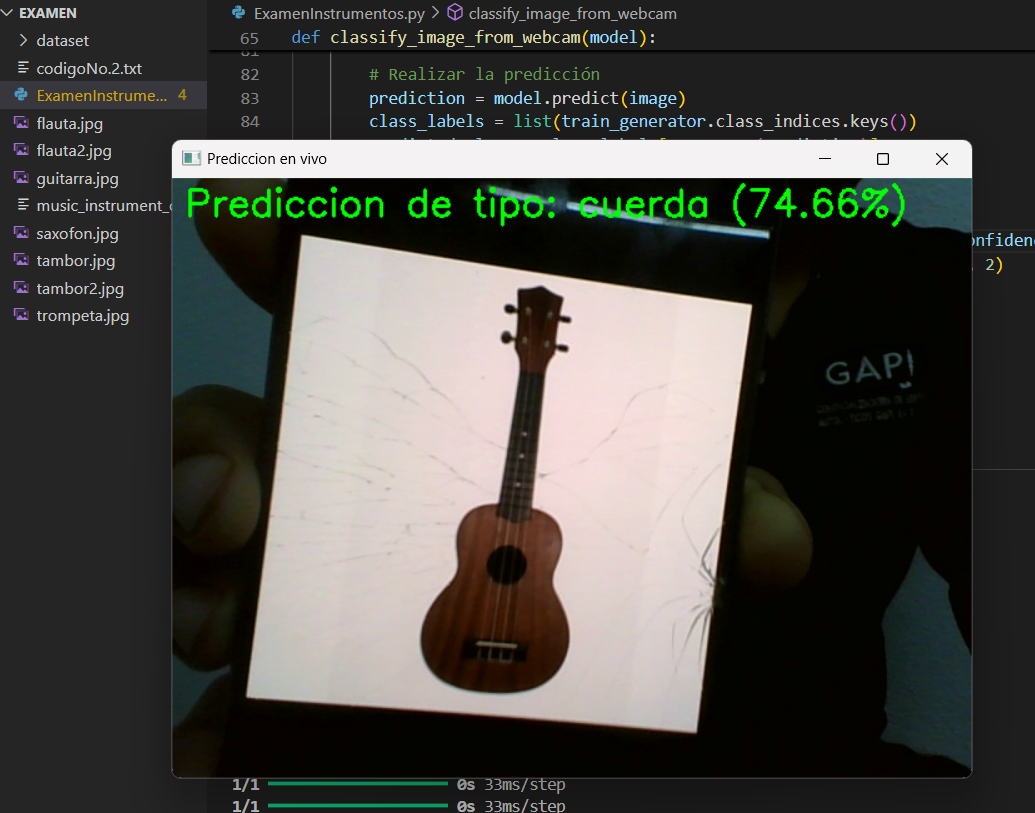 EXAMEN
dataset
codigoNo.2.txt
ExamenInstrume... 4
flauta.jpg
flauta2.jpg
guitarra.jpg
music_instrument_
saxofon.jpg
tambor.jpg
tambor2.jpg
trompeta.jpg
ExamenInstrumentos.py > classify_image_from_webcam
65 def classify_image_from_webcam(model):
82 # Realizar la predicción
83 prediction = model.predict(image)
84 class_labels = list(train_generator.class_indices.keys())
Prediccion en vivo
Prediccion de tipo: cuerda (74.66%)
GAP!
onfiden
2)
1/1 0s 33ms/step
1/1 0s 33ms/step